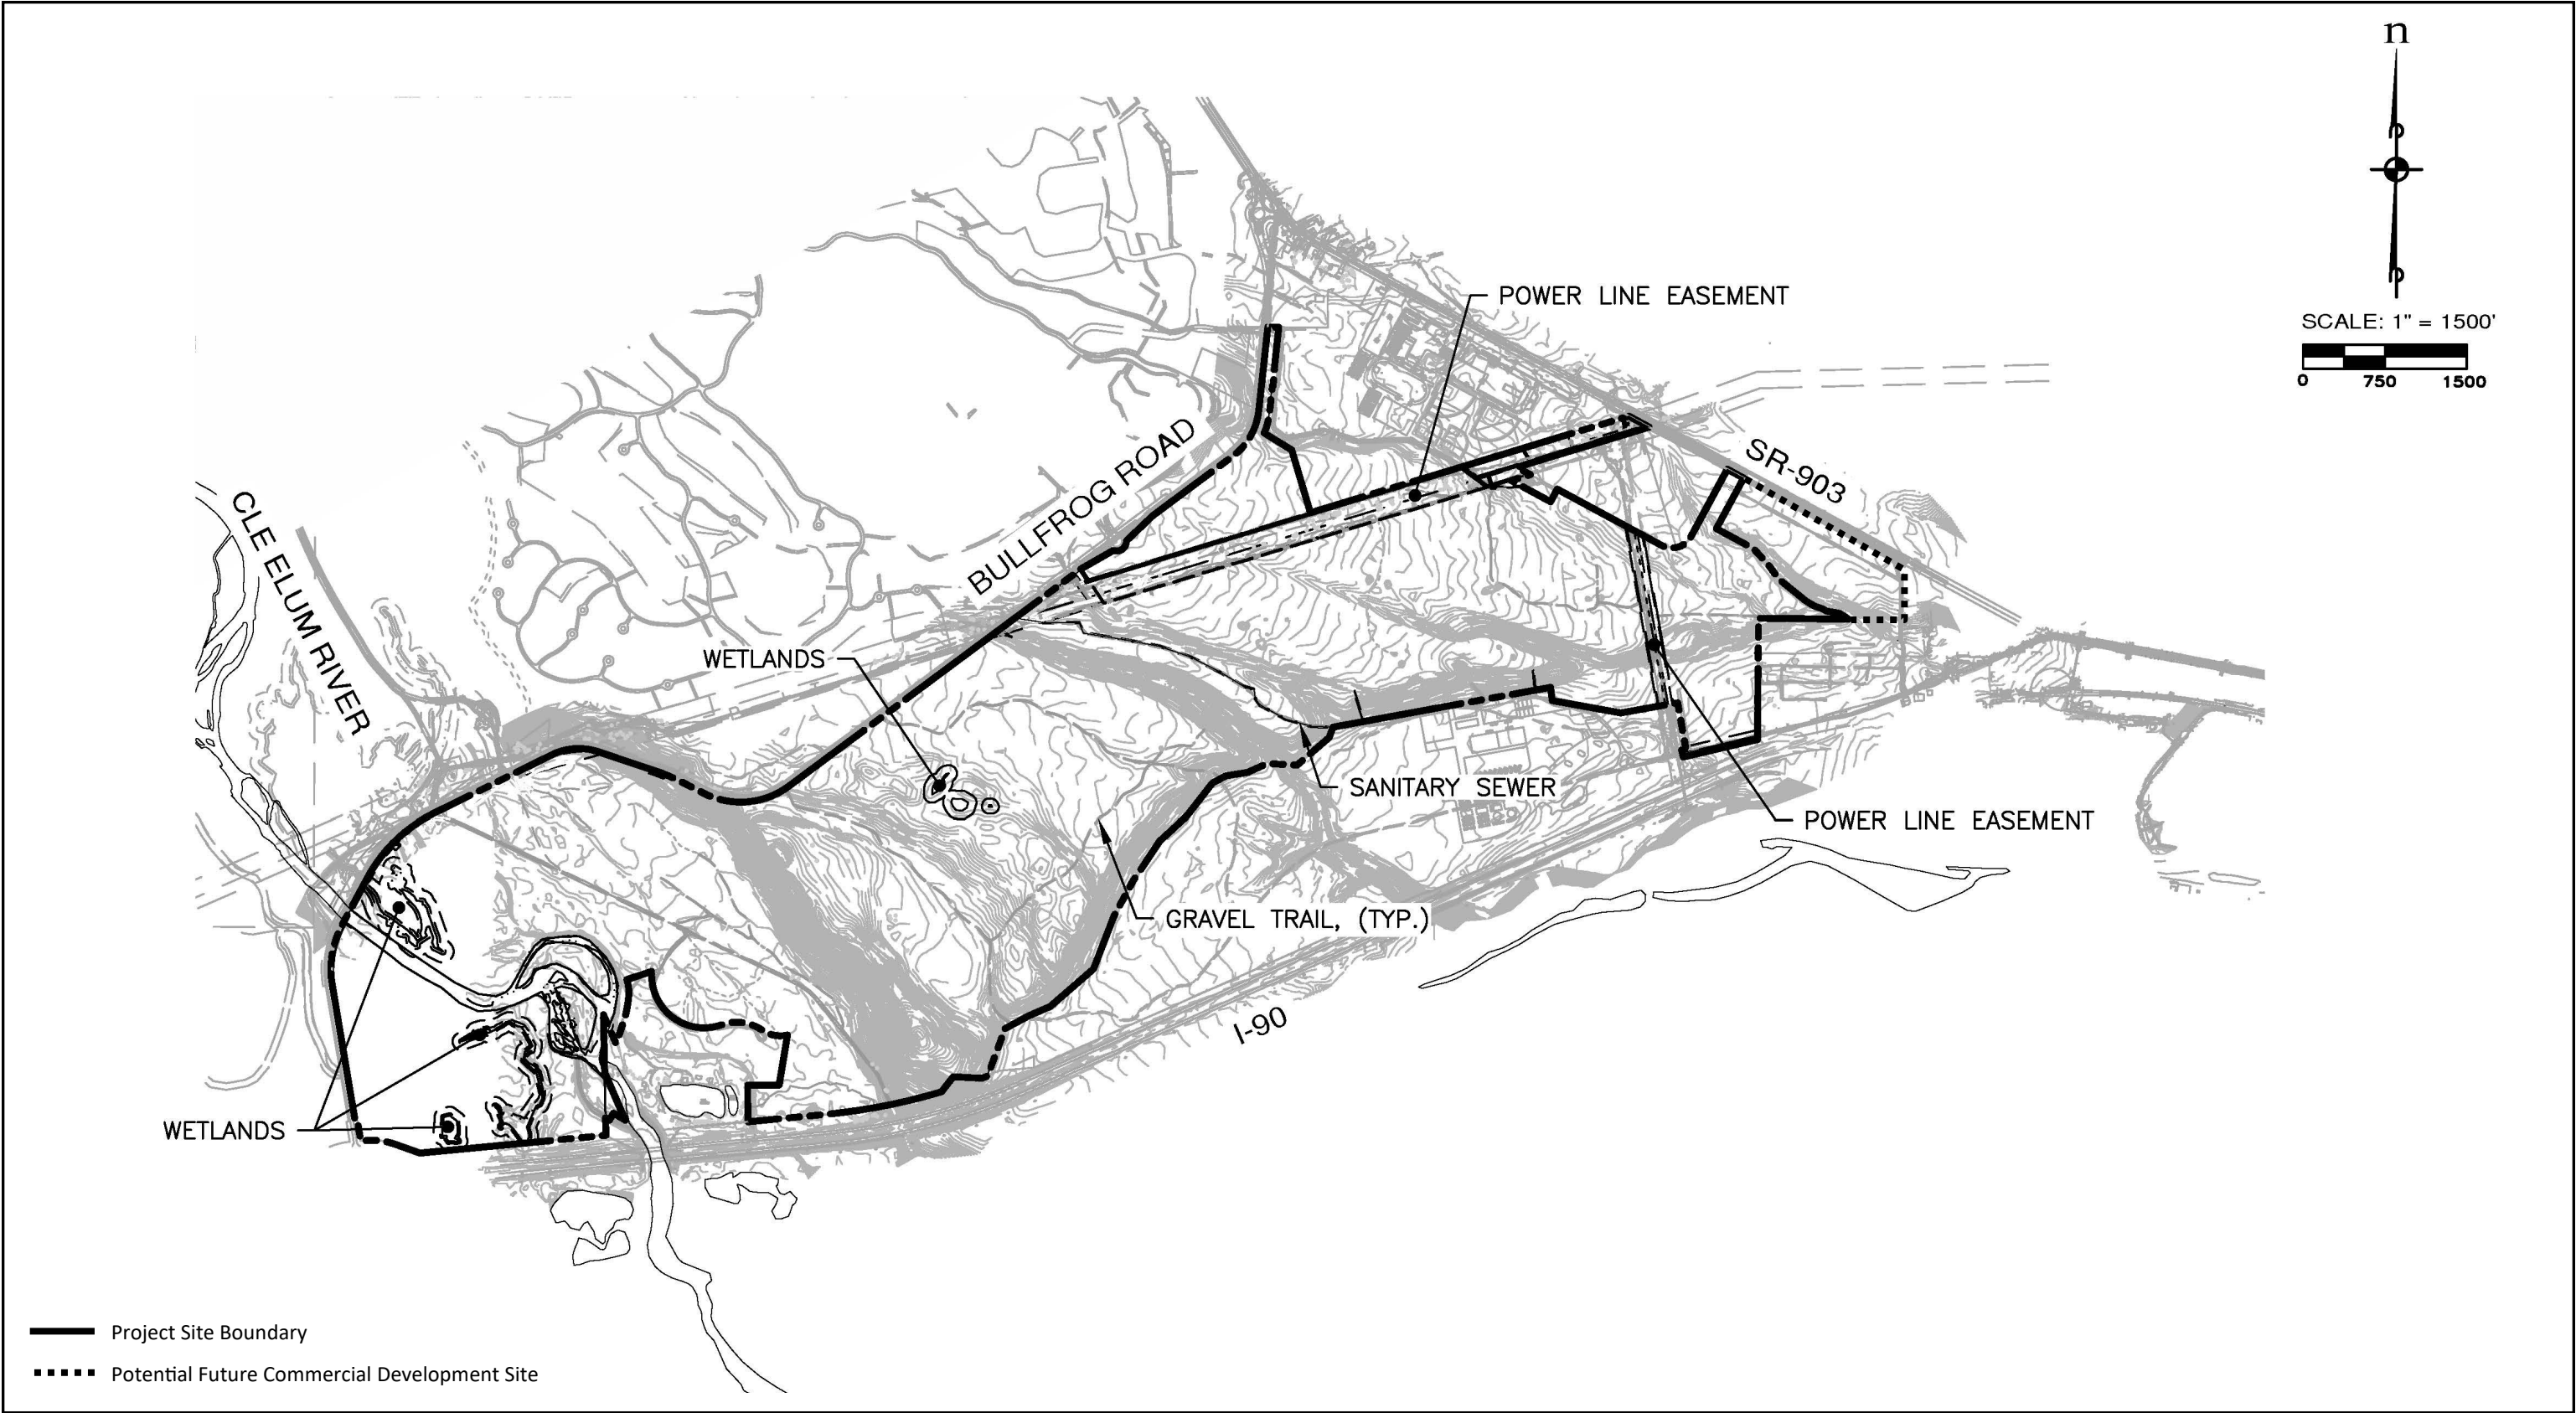 n
SCALE: 1" = 1500'
0 750 1500
POWER LINE EASEMENT
SR-903
BULLFROG ROAD
CLE ELUM RIVER
WETLANDS
SANITARY SEWER
POWER LINE EASEMENT
GRAVEL TRAIL, (TYP.)
I-90
WETLANDS
Project Site Boundary
Potential Future Commercial Development Site